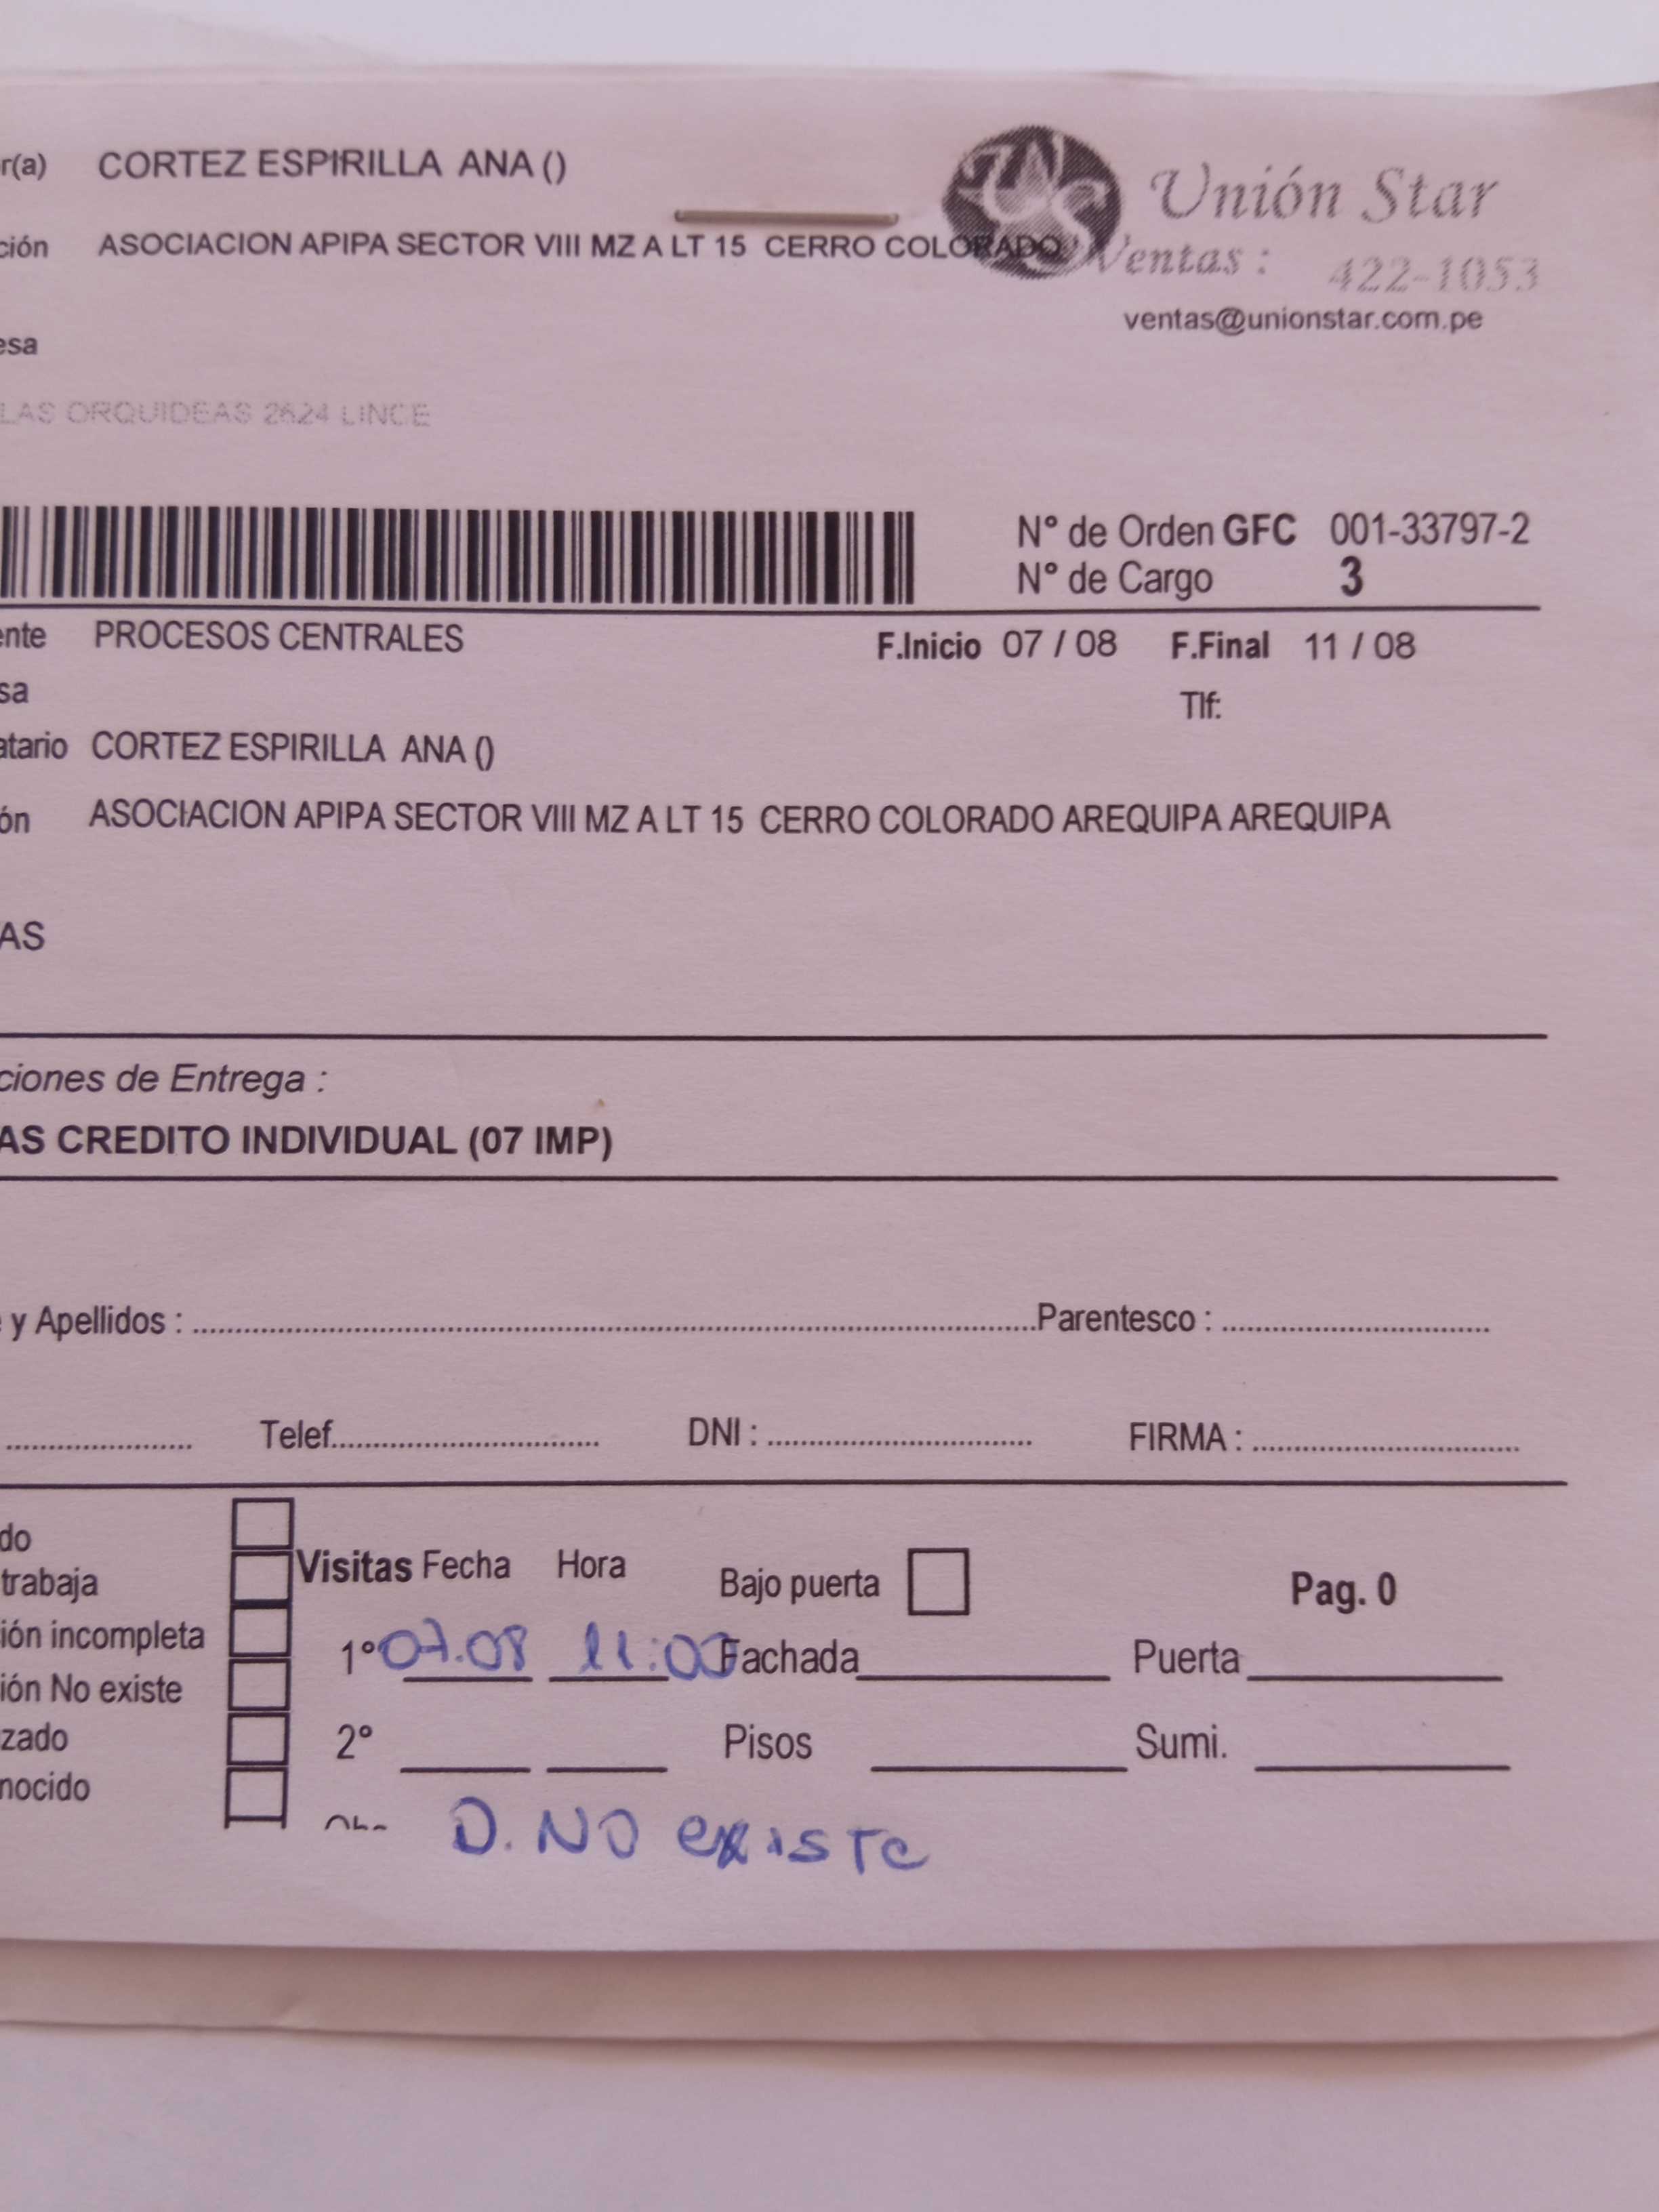 r(a) CORTEZ ESPIRILLA ANA ()
Unión Star
ción ASOCIACION APIPA SECTOR VIII MZ A LT 15 CERRO COLORADO
Ventas : 422-1053
ventas@unionstar.com.pe
esa
LAS ORQUIDEAS 2624 LINCE
N° de Orden GFC 001-33797-2
N° de Cargo 3
ente PROCESOS CENTRALES F.Inicio 07 / 08 F.Final 11 / 08
sa Tlf:
atario CORTEZ ESPIRILLA ANA ()
ón ASOCIACION APIPA SECTOR VIII MZ A LT 15 CERRO COLORADO AREQUIPA AREQUIPA
AS
ciones de Entrega :
AS CREDITO INDIVIDUAL (07 IMP)
y Apellidos : Parentesco :
Telef. DNI : FIRMA :
do
trabaja Visitas Fecha Hora Bajo puerta Pag. 0
ión incompleta
1° 07.08 11:00 Fachada Puerta
ión No existe
zado 2° Pisos Sumi.
nocido
D. NO existe